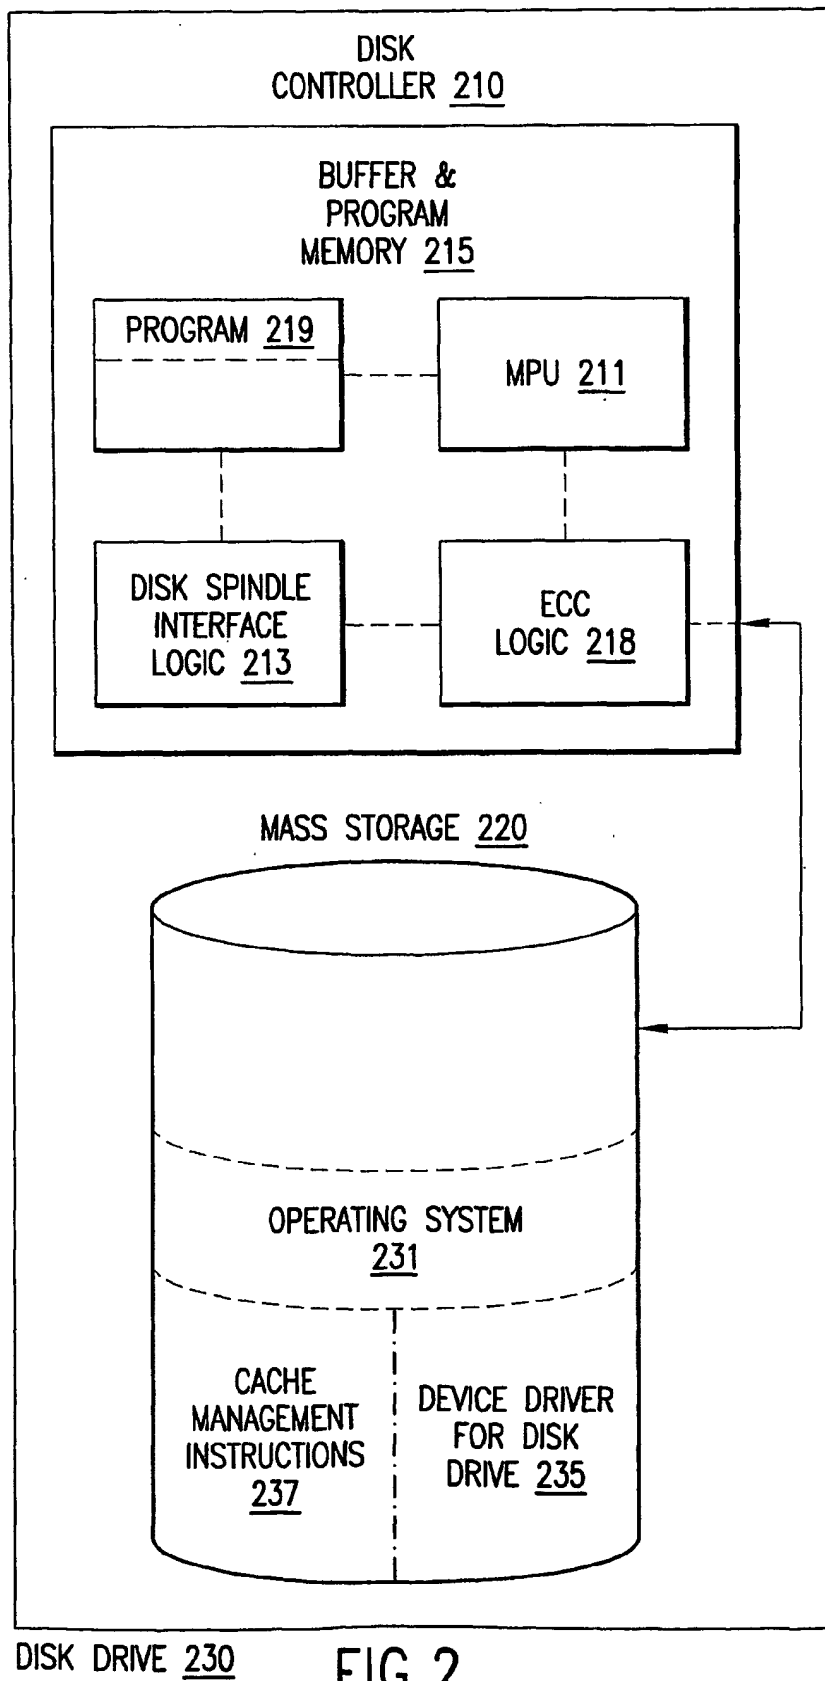 DISK
CONTROLLER 210
BUFFER &
PROGRAM
MEMORY 215
PROGRAM 219
MPU 211
DISK SPINDLE
INTERFACE
LOGIC 213
ECC
LOGIC 218
MASS STORAGE 220
OPERATING SYSTEM
231
CACHE
MANAGEMENT
INSTRUCTIONS
237
DEVICE DRIVER
FOR DISK
DRIVE 235
DISK DRIVE 230
FIG 2